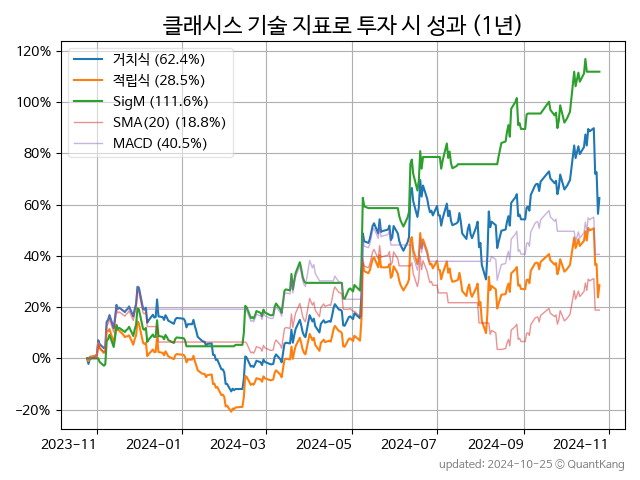 클래시스 기술 지표로 투자 시 성과 (1년)
거치식 (62.4%)
적립식 (28.5%)
SigM (111.6%)
SMA(20) (18.8%)
MACD (40.5%)
120%
100%
80%
60%
40%
20%
0%
−20%
2023-11 2024-01 2024-03 2024-05 2024-07 2024-09 2024-11
updated: 2024-10-25 © QuantKang